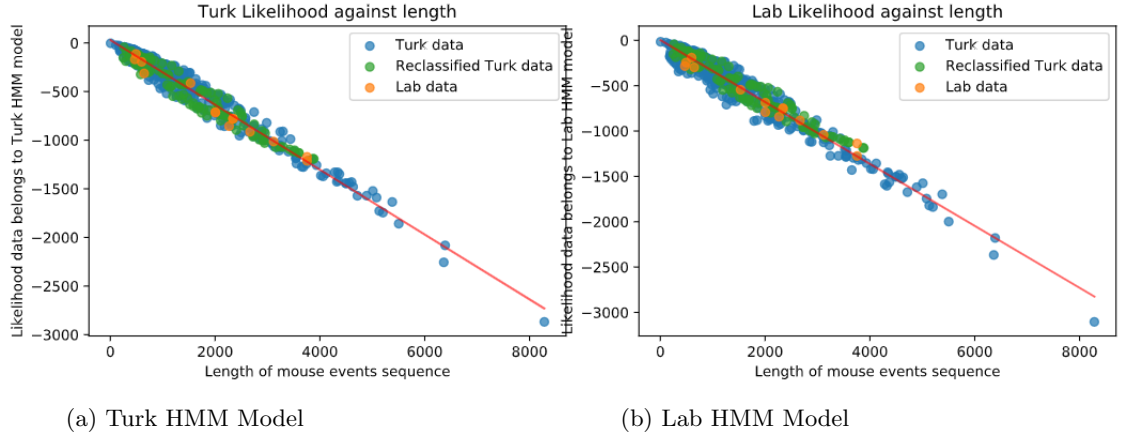 Turk Likelihood against length
Likelihood data belongs to Turk HMM model
0
−500
−1000
−1500
−2000
−2500
−3000
Turk data
Reclassified Turk data
Lab data
0
2000
4000
6000
8000
Length of mouse events sequence
(a) Turk HMM Model
Lab Likelihood against length
Likelihood data belongs to Lab HMM model
0
−500
−1000
−1500
−2000
−2500
−3000
Turk data
Reclassified Turk data
Lab data
0
2000
4000
6000
8000
Length of mouse events sequence
(b) Lab HMM Model